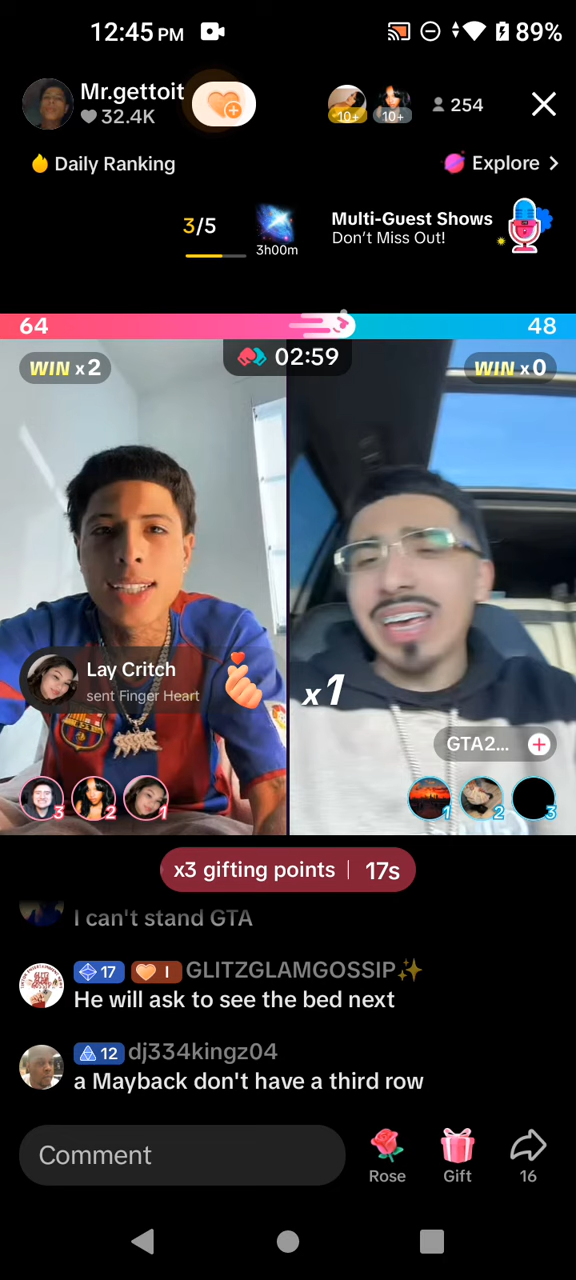 12:45 PM
89%
Mr.gettoit
32.4K
10+
10+
254
Daily Ranking
Explore >
3/5
3h00m
Multi-Guest Shows
Don't Miss Out!
64
48
WIN x2
02:59
WIN x0
Lay Critch
sent Finger Heart
x1
GTA2...
3
2
1
1
2
3
x3 gifting points | 17s
I can't stand GTA
17
I
GLITZGLAMGOSSIP✨
He will ask to see the bed next
12
dj334kingz04
a Mayback don't have a third row
Comment
Rose
Gift
16